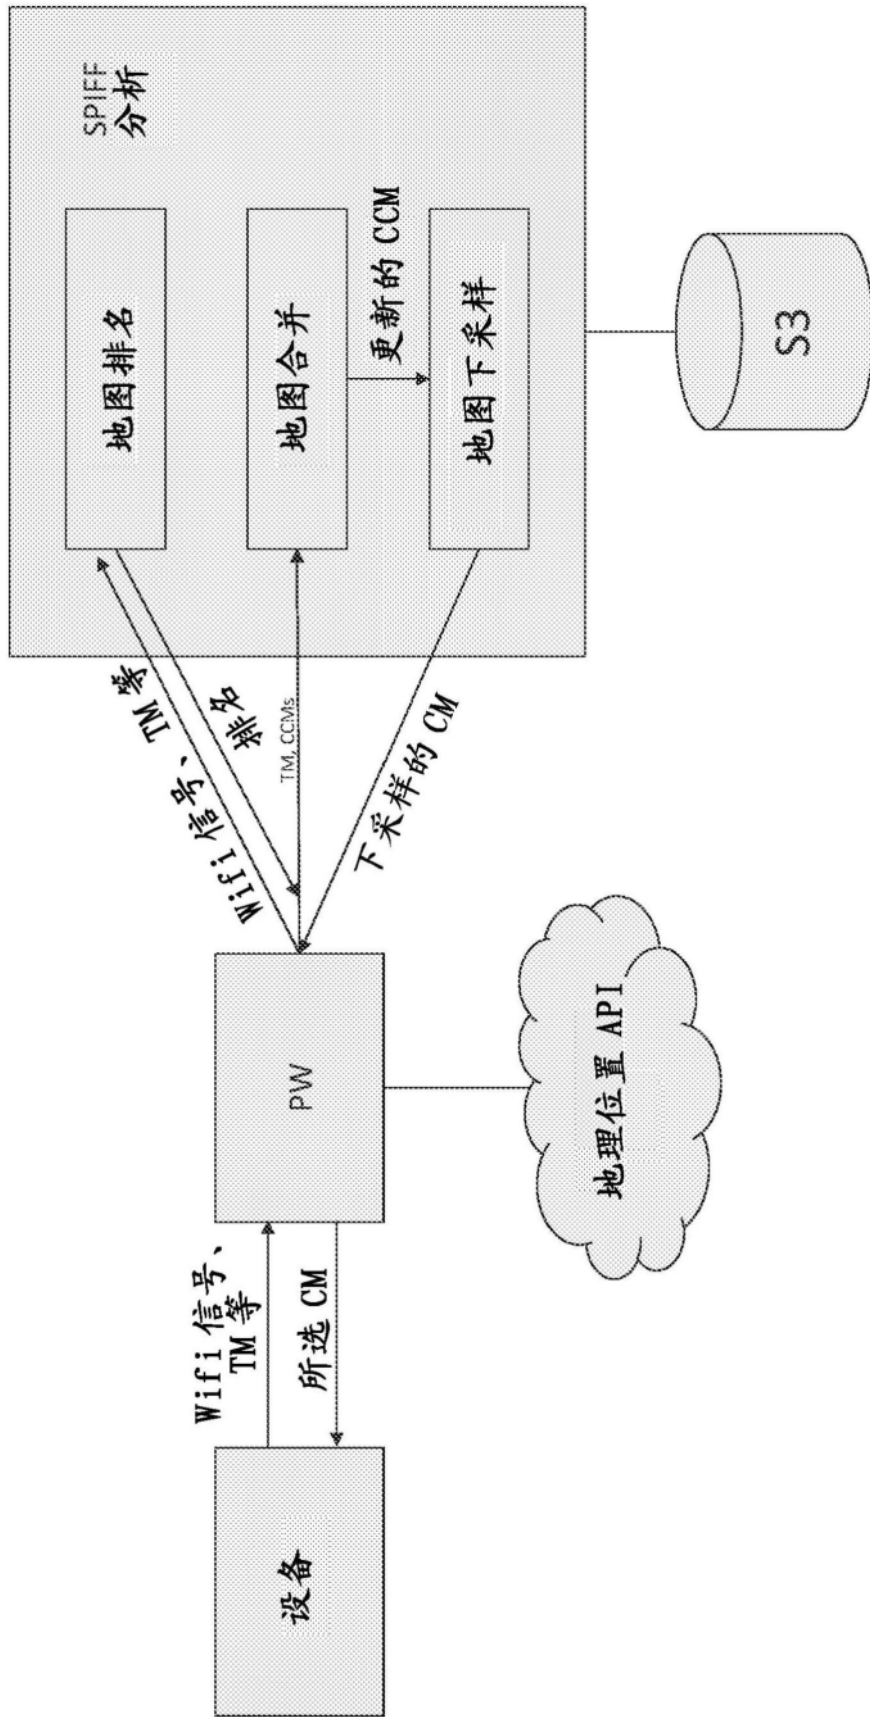 设备
Wifi 信号、
TM 等
所选 CM
PW
地理位置 API
Wifi 信号、TM 等
排名
TM, CCMs
下采样的 CM
SPIFF
分析
地图排名
地图合并
更新的 CCM
地图下采样
S3